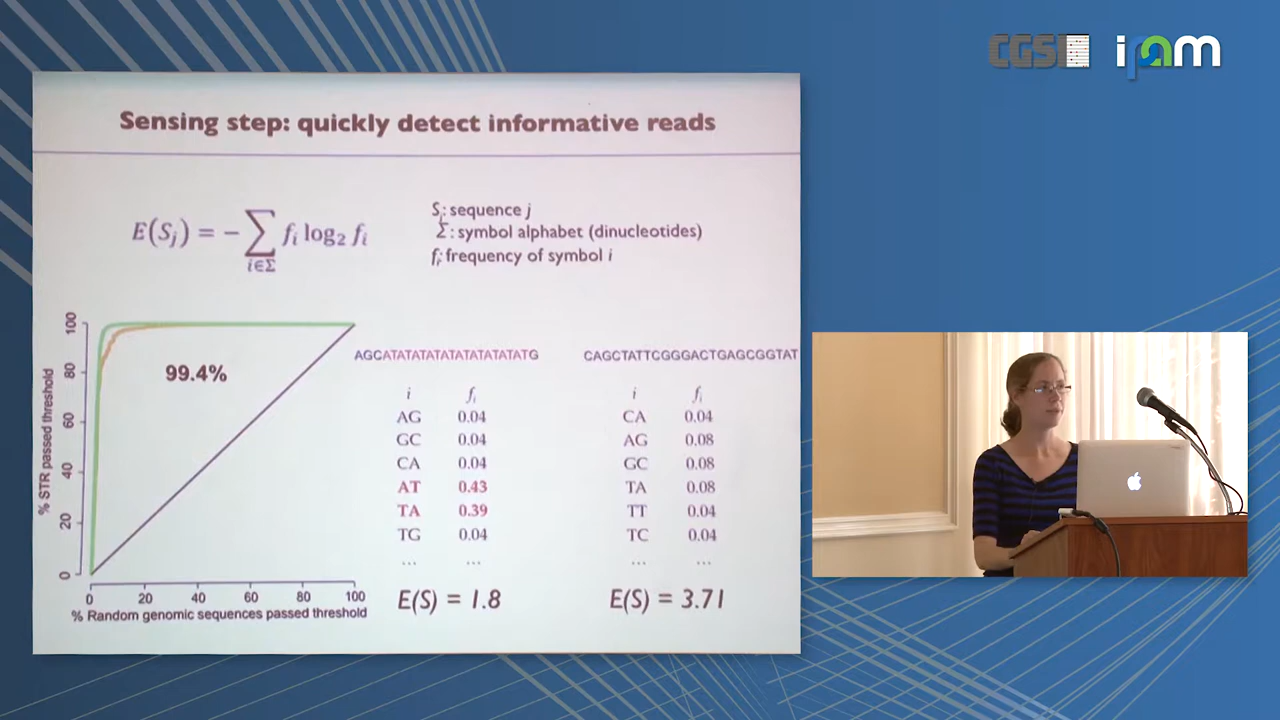 CGSI ipam
Sensing step: quickly detect informative reads
E(Sj) = − ∑ fi log2 fi
i∈Σ
Sj: sequence j
Σ: symbol alphabet (dinucleotides)
fi: frequency of symbol i
% STR passed threshold
100
80
60
40
20
0
99.4%
0 20 40 60 80 100
% Random genomic sequences passed threshold
AGCATATATATATATATATATATG
i fi
AG 0.04
GC 0.04
CA 0.04
AT 0.43
TA 0.39
TG 0.04
... ...
E(S) = 1.8
CAGCTATTCGGGACTGAGCGGTAT
i fi
CA 0.04
AG 0.08
GC 0.08
TA 0.08
TT 0.04
TC 0.04
... ...
E(S) = 3.71